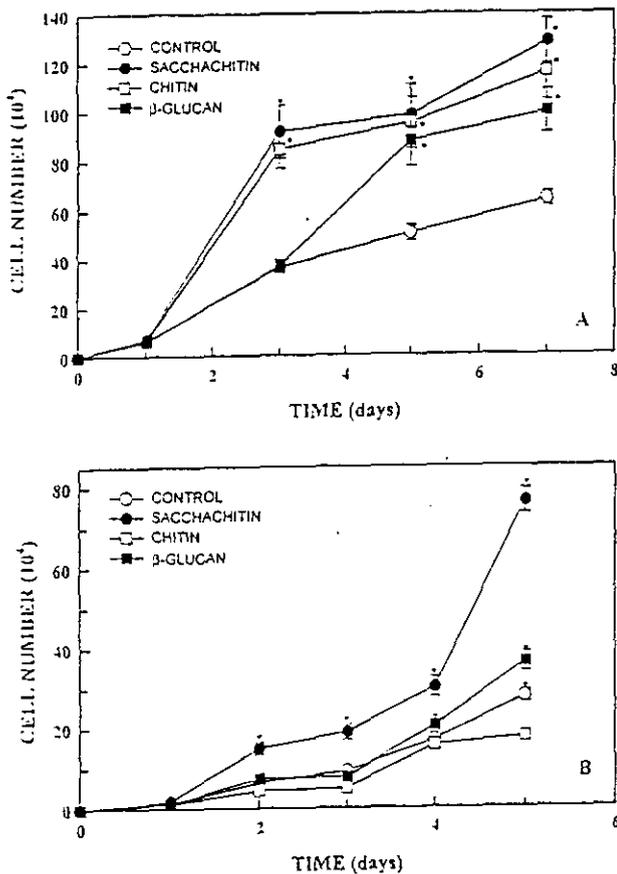 140
120
100
80
60
40
20
0
CELL NUMBER (10⁴)
CONTROL
SACCHACHITIN
CHITIN
β-GLUCAN
A
0 2 4 6 8
TIME (days)
80
60
40
20
0
CELL NUMBER (10⁴)
CONTROL
SACCHACHITIN
CHITIN
β-GLUCAN
B
0 2 4 6
TIME (days)